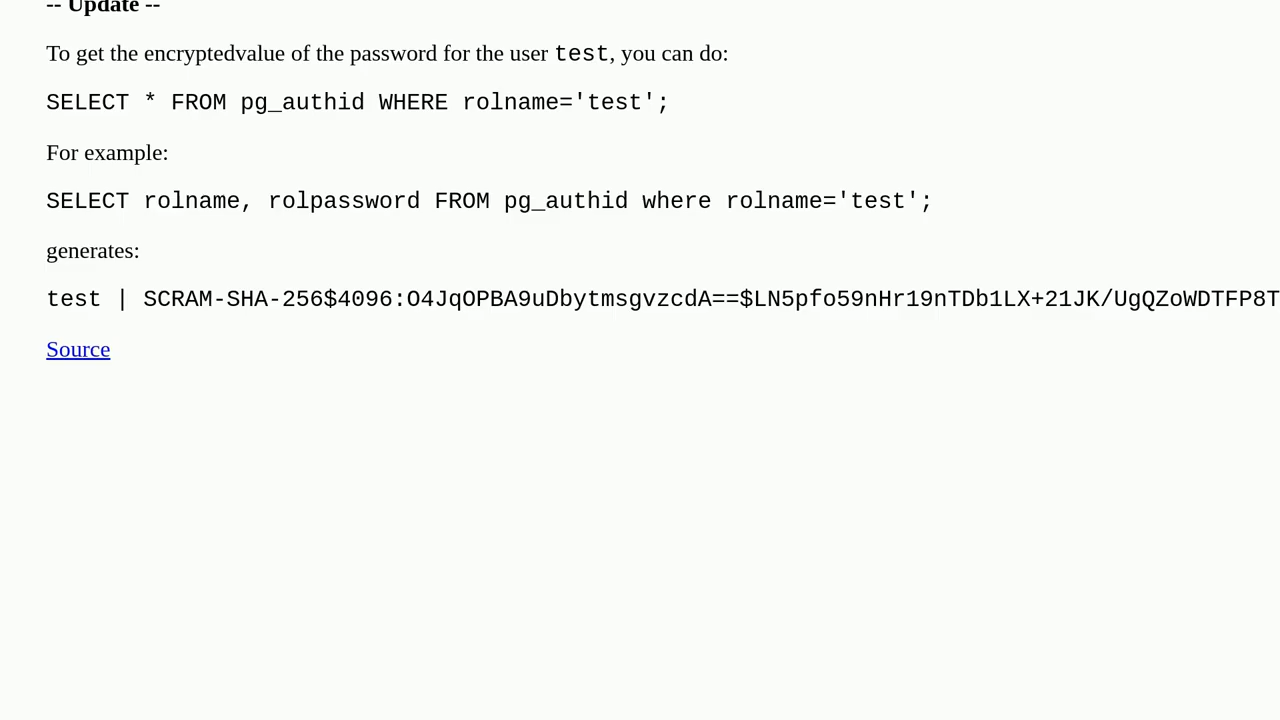 -- Update --
To get the encryptedvalue of the password for the user test, you can do:
SELECT * FROM pg_authid WHERE rolname='test';
For example:
SELECT rolname, rolpassword FROM pg_authid where rolname='test';
generates:
test | SCRAM-SHA-256$4096:O4JqOPBA9uDbytmsgvzcdA==$LN5pfo59nHr19nTDb1LX+21JK/UgQZoWDTFP8T
Source